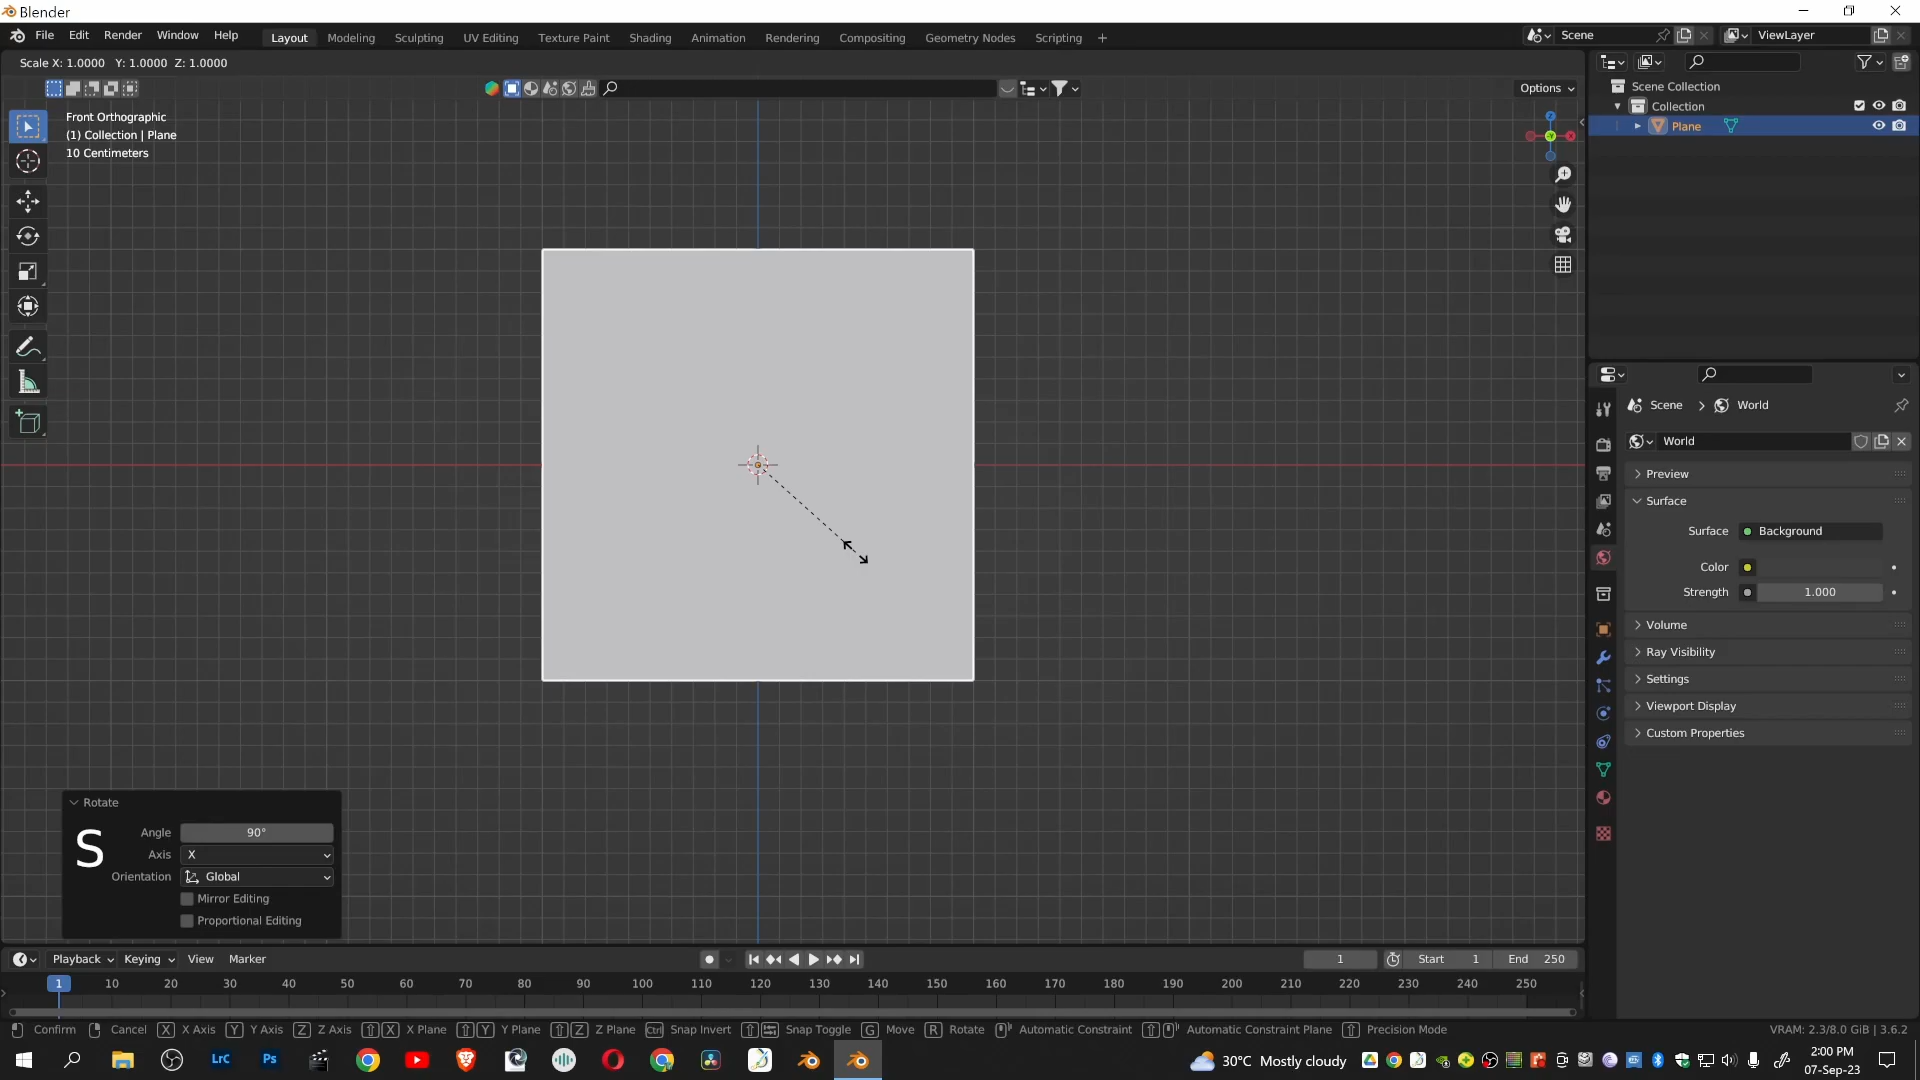 Blender
File Edit Render Window Help Layout Modeling Sculpting UV Editing Texture Paint Shading Animation Rendering Compositing Geometry Nodes Scripting + Scene ViewLayer
Scale X: 1.0000 Y: 1.0000 Z: 1.0000
Options
Front Orthographic
(1) Collection | Plane
10 Centimeters
Scene Collection
Collection
Plane
Scene > World
World
Preview
Surface
Surface Background
Color
Strength 1.000
Volume
Ray Visibility
Settings
Viewport Display
Custom Properties
Rotate
S
Angle 90°
Axis X
Orientation Global
Mirror Editing
Proportional Editing
Playback Keying View Marker 1 Start 1 End 250
1 10 20 30 40 50 60 70 80 90 100 110 120 130 140 150 160 170 180 190 200 210 220 230 240 250
Confirm Cancel X X Axis Y Y Axis Z Z Axis X X Plane Y Y Plane Z Z Plane Ctrl Snap Invert Snap Toggle G Move R Rotate Automatic Constraint Automatic Constraint Plane Precision Mode VRAM: 2.3/8.0 GiB | 3.6.2
LrC Ps 30°C Mostly cloudy 2:00 PM
07-Sep-23